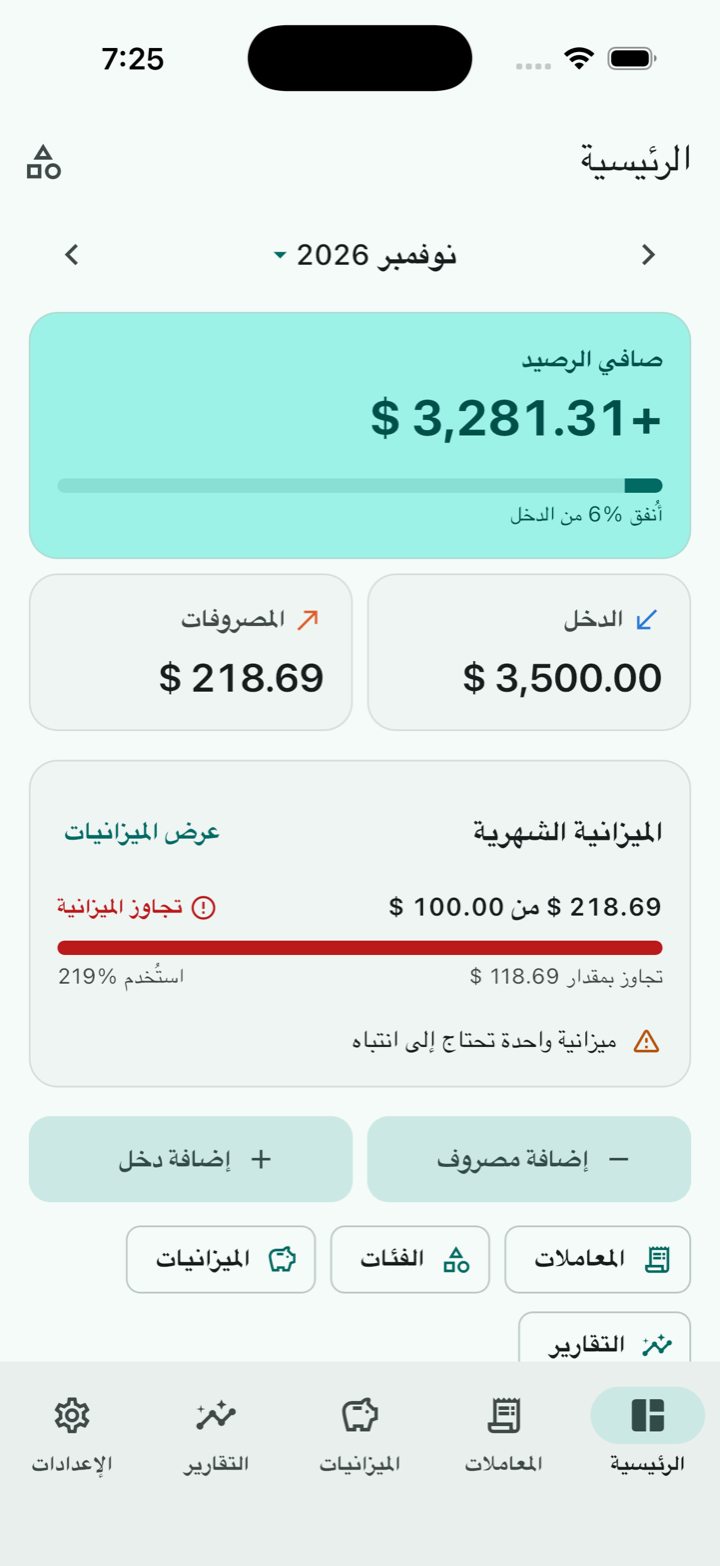 7:25
الرئيسية
نوفمبر 2026
صافي الرصيد
+3,281.31 $
أُنفق 6% من الدخل
الدخل
3,500.00 $
المصروفات
218.69 $
الميزانية الشهرية
عرض الميزانيات
218.69 $ من 100.00 $
تجاوز الميزانية
تجاوز بمقدار 118.69 $
استُخدم 219%
ميزانية واحدة تحتاج إلى انتباه
إضافة مصروف
إضافة دخل
المعاملات
الفئات
الميزانيات
التقارير
الرئيسية
المعاملات
الميزانيات
التقارير
الإعدادات